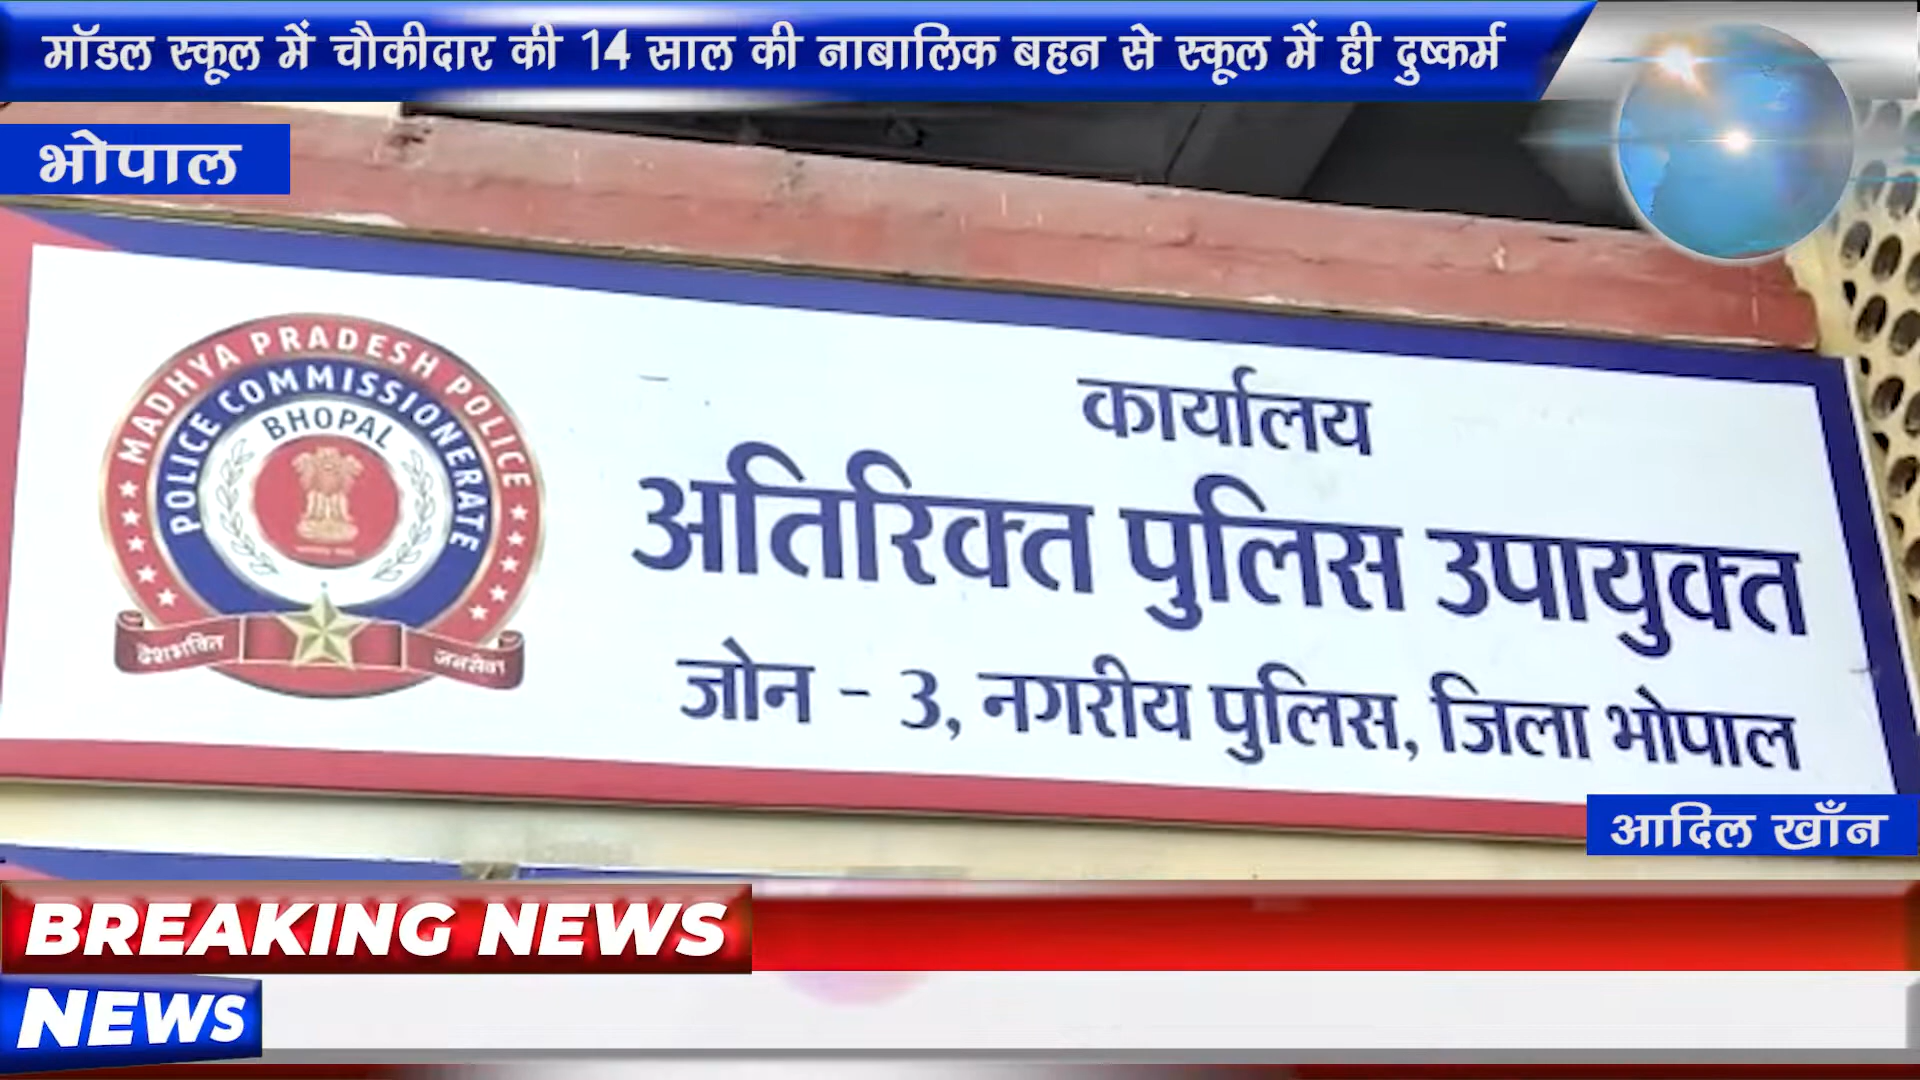 मॉडल स्कूल में चौकीदार की 14 साल की नाबालिक बहन से स्कूल में ही दुष्कर्म
भोपाल
MADHYA PRADESH POLICE
POLICE COMMISSIONERATE
BHOPAL
देशभक्ति
जनसेवा
कार्यालय
अतिरिक्त पुलिस उपायुक्त
जोन - 3, नगरीय पुलिस, जिला भोपाल
आदिल खाँन
BREAKING NEWS
NEWS